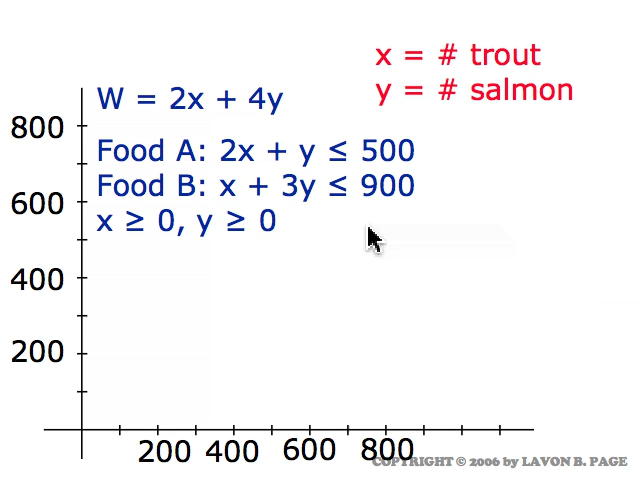 x = # trout
y = # salmon
W = 2x + 4y
Food A: 2x + y ≤ 500
Food B: x + 3y ≤ 900
x ≥ 0, y ≥ 0
800
600
400
200
200 400 600 800
COPYRIGHT © 2006 by LAVON B. PAGE